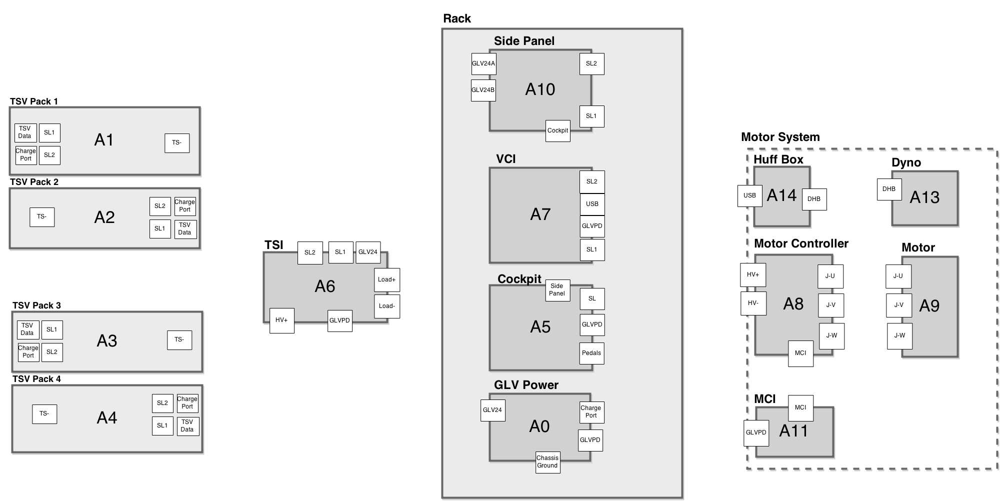 TSV Pack 1
TSV
Data
SL1
Charge
Port
SL2
A1
TS-
TSV Pack 2
TS-
A2
SL2
Charge
Port
SL1
TSV
Data
TSV Pack 3
TSV
Data
SL1
Charge
Port
SL2
A3
TS-
TSV Pack 4
TS-
A4
SL2
Charge
Port
SL1
TSV
Data
TSI
SL2
SL1
GLV24
A6
Load+
Load-
HV+
GLVPD
Rack
Side Panel
GLV24A
GLV24B
A10
SL2
SL1
Cockpit
VCI
A7
SL2
USB
GLVPD
SL1
Cockpit
Side
Panel
A5
SL
GLVPD
Pedals
GLV Power
GLV24
A0
Charge
Port
GLVPD
Chassis
Ground
Motor System
Huff Box
USB
A14
DHB
Dyno
DHB
A13
Motor Controller
HV+
HV-
A8
J-U
J-V
J-W
MCI
Motor
J-U
J-V
J-W
A9
MCI
MCI
GLVPD
A11